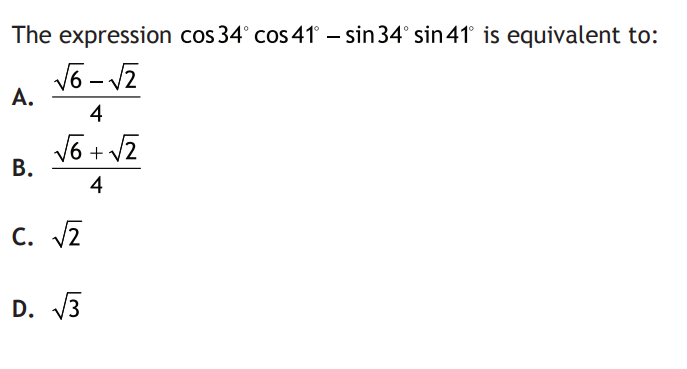 The expression cos 34° cos 41° – sin 34° sin 41° is equivalent to:
A. (√6 – √2)/4
B. (√6 + √2)/4
C. √2
D. √3